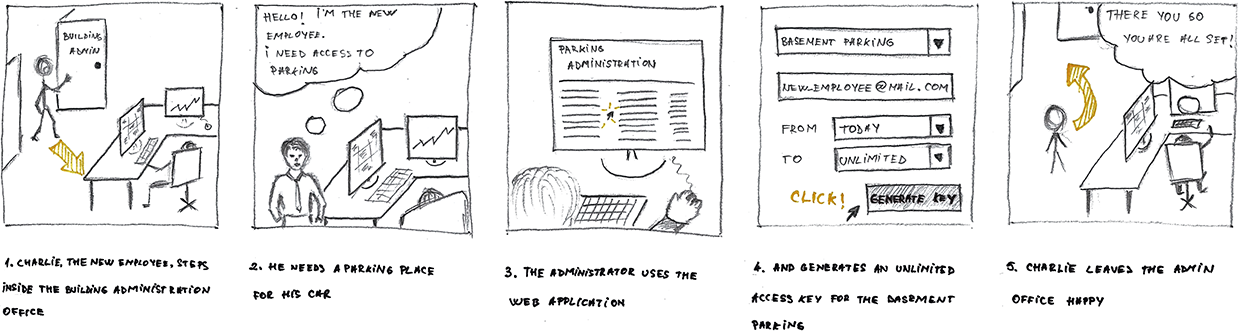 BUILDING
ADMIN
HELLO! I'M THE NEW
EMPLOYEE.
I NEED ACCESS TO
PARKING
PARKING
ADMINISTRATION
BASEMENT PARKING
NEWEMPLOYEE@MAIL.COM
FROM TODAY
TO UNLIMITED
CLICK! GENERATE KEY
THERE YOU GO
YOU ARE ALL SET!
1. CHARLIE, THE NEW EMPLOYEE, STEPS
INSIDE THE BUILDING ADMINISTRATION
OFFICE
2. HE NEEDS A PARKING PLACE
FOR HIS CAR
3. THE ADMINISTRATOR USES THE
WEB APPLICATION
4. AND GENERATES AN UNLIMITED
ACCESS KEY FOR THE BASEMENT
PARKING
5. CHARLIE LEAVES THE ADMIN
OFFICE HAPPY